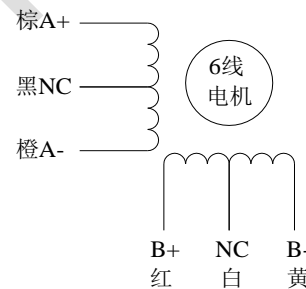 棕A+
黑NC
橙A-
6线
电机
B+ NC B-
红 白 黄